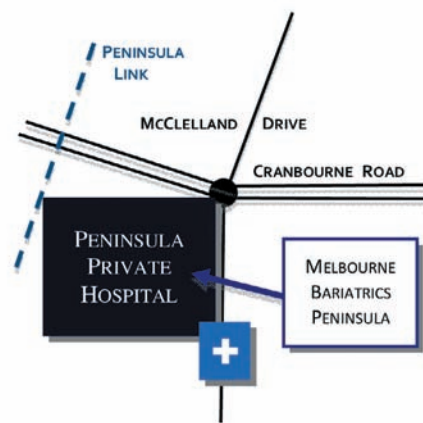 PENINSULA
LINK
MCCLELLAND DRIVE
CRANBOURNE ROAD
PENINSULA
PRIVATE
HOSPITAL
MELBOURNE
BARIATRICS
PENINSULA